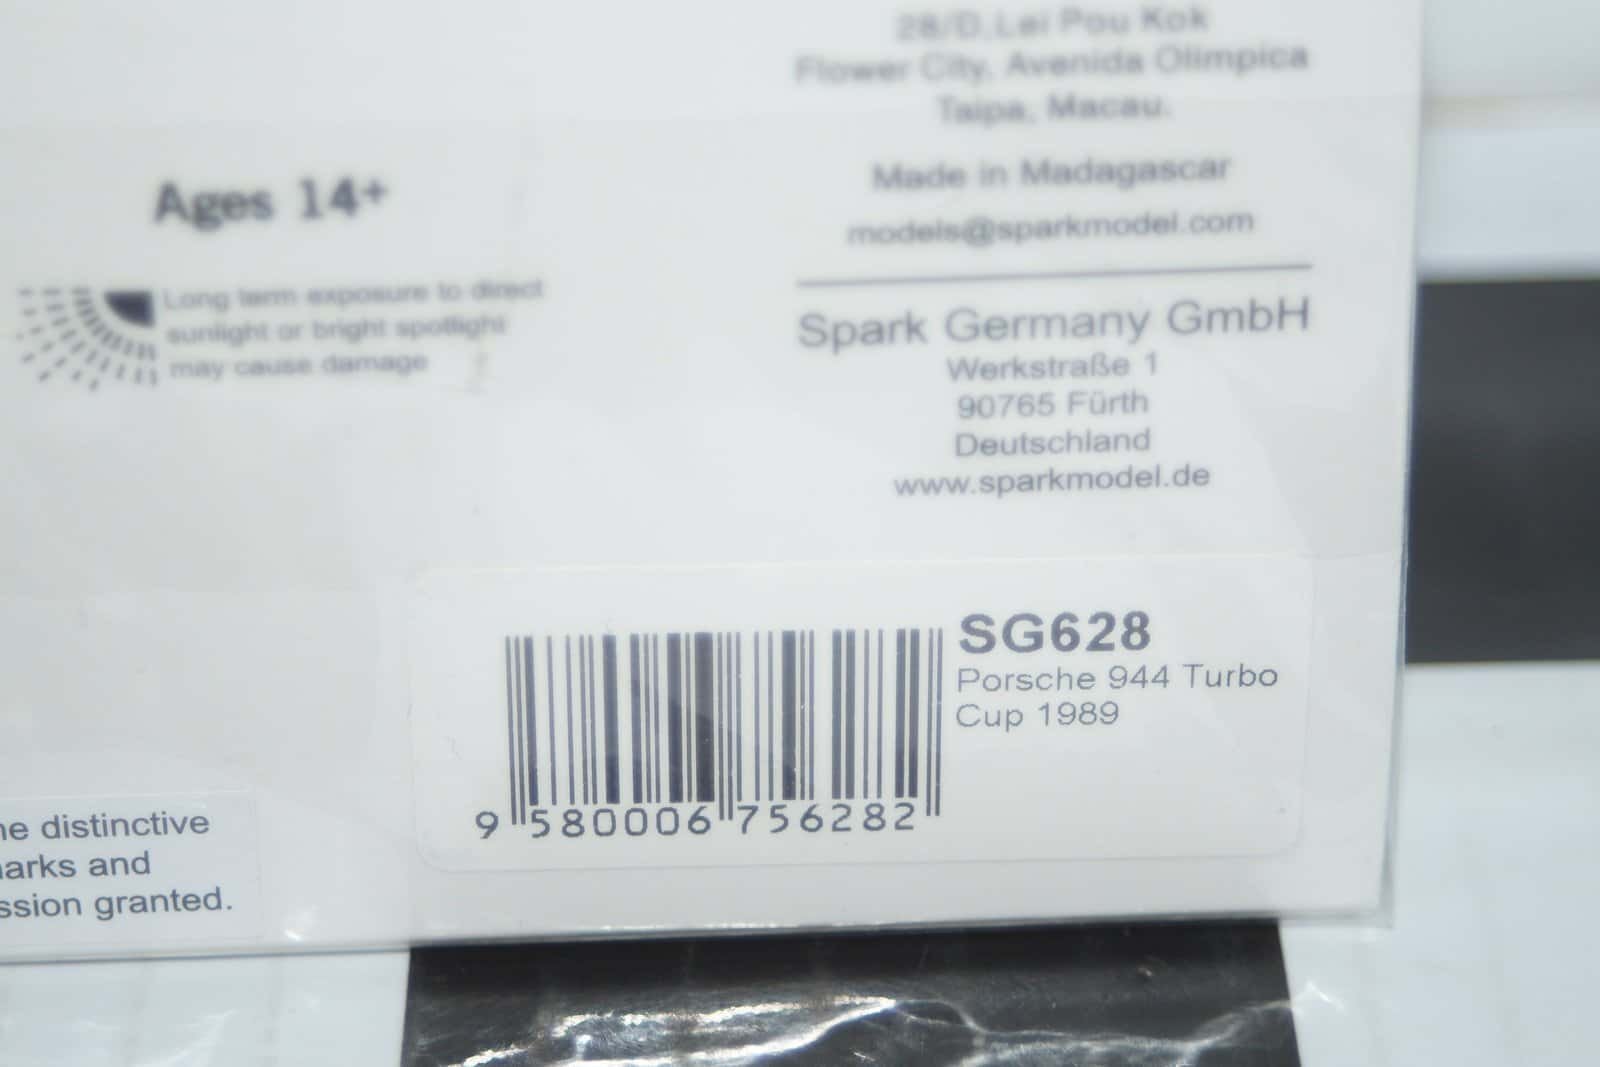 28/D,Lei Pou Kok
Flower City, Avenida Olimpica
Taipa, Macau.
Made in Madagascar
models@sparkmodel.com
Ages 14+
Long term exposure to direct
sunlight or bright spotlight
may cause damage
Spark Germany GmbH
Werkstraße 1
90765 Fürth
Deutschland
www.sparkmodel.de
SG628
Porsche 944 Turbo
Cup 1989
9 580006 756282
ne distinctive
arks and
ssion granted.